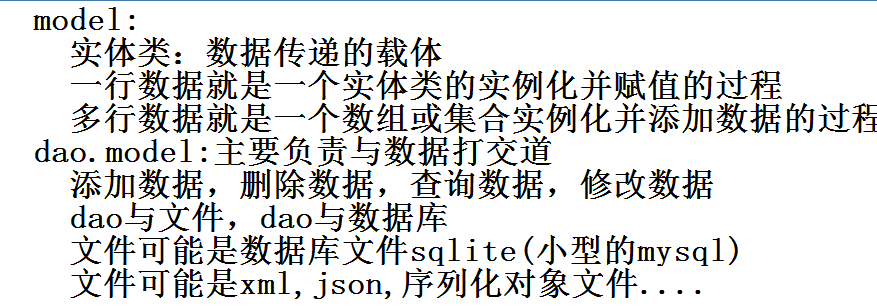 model:
实体类：数据传递的载体
一行数据就是一个实体类的实例化并赋值的过程
多行数据就是一个数组或集合实例化并添加数据的过程
dao.model:主要负责与数据打交道
添加数据，删除数据，查询数据，修改数据
dao与文件，dao与数据库
文件可能是数据库文件sqlite(小型的mysql)
文件可能是xml,json,序列化对象文件....